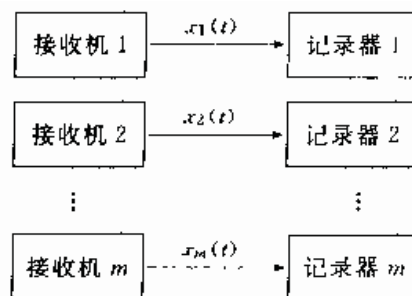 接收机 1 x₁(t) 记录器 1
接收机 2 x₂(t) 记录器 2
⋮ ⋮
接收机 m xₘ(t) 记录器 m